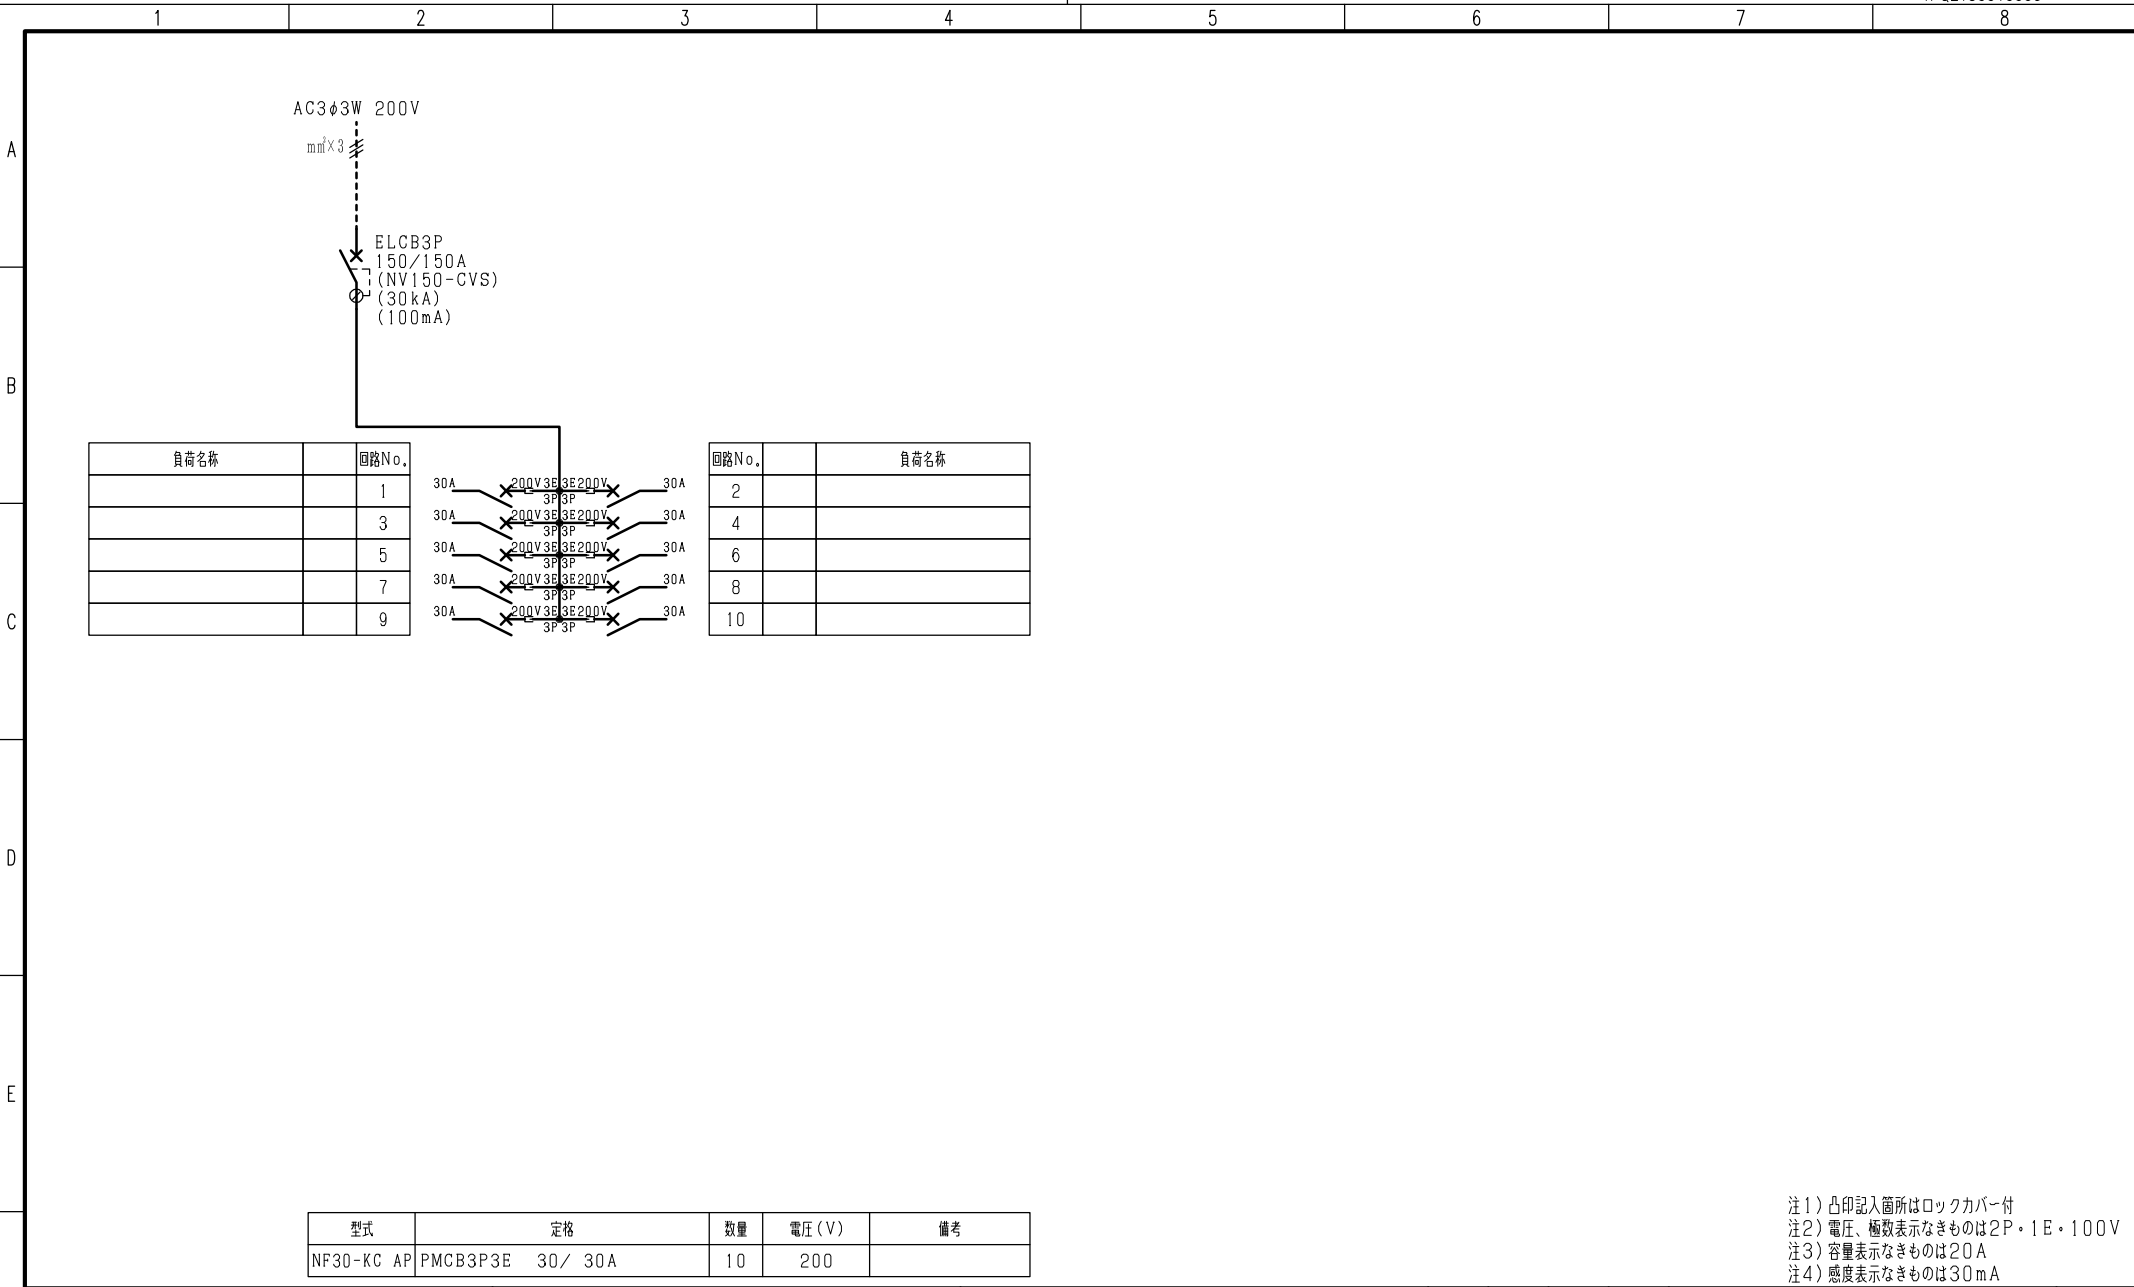 1 2 3 4 5 6 7 8
AC3φ3W 200V
A
mm²×3
ELCB3P
150/150A
(NV150-CVS)
(30kA)
(100mA)
B
負荷名称 回路No. 回路No. 負荷名称
1 30A 200V 3E 3E 200V 30A 2
3P 3P
3 30A 200V 3E 3E 200V 30A 4
3P 3P
5 30A 200V 3E 3E 200V 30A 6
3P 3P
7 30A 200V 3E 3E 200V 30A 8
3P 3P
C
9 30A 200V 3E 3E 200V 30A 10
3P 3P
D
E
型式 定格 数量 電圧(V) 備考
NF30-KC AP PMCB3P3E 30/ 30A 10 200
注1)凸印記入箇所はロックカバー付
注2)電圧、極数表示なきものは2P・1E・100V
注3)容量表示なきものは20A
注4)感度表示なきものは30mA